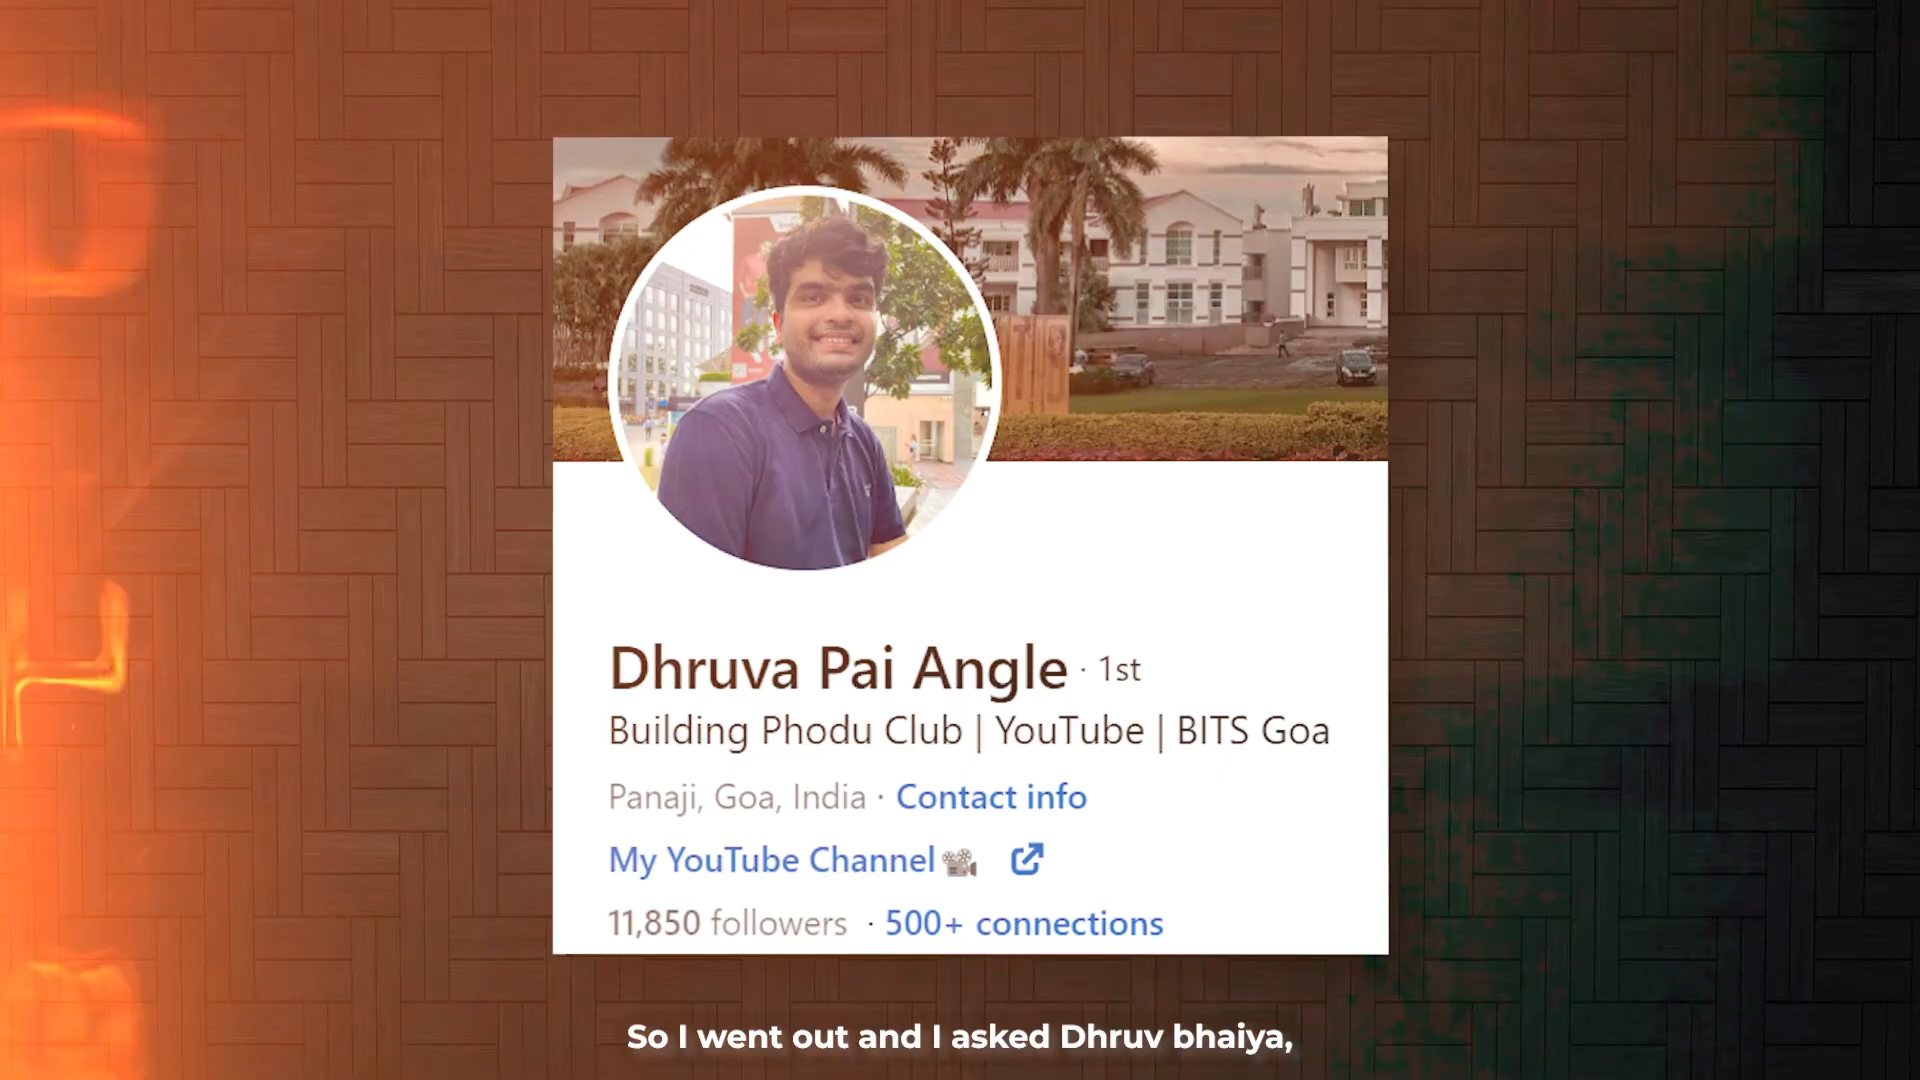 Dhruva Pai Angle · 1st
Building Phodu Club | YouTube | BITS Goa
Panaji, Goa, India · Contact info
My YouTube Channel🎥
11,850 followers · 500+ connections
So I went out and I asked Dhruv bhaiya,